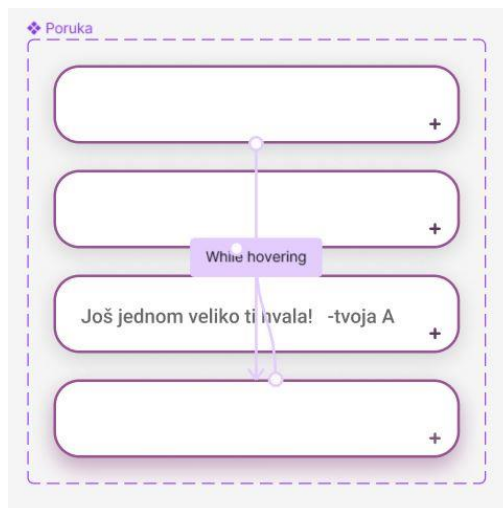 Poruka
+
+
While hovering
Još jednom veliko ti hvala! -tvoja A
+
+